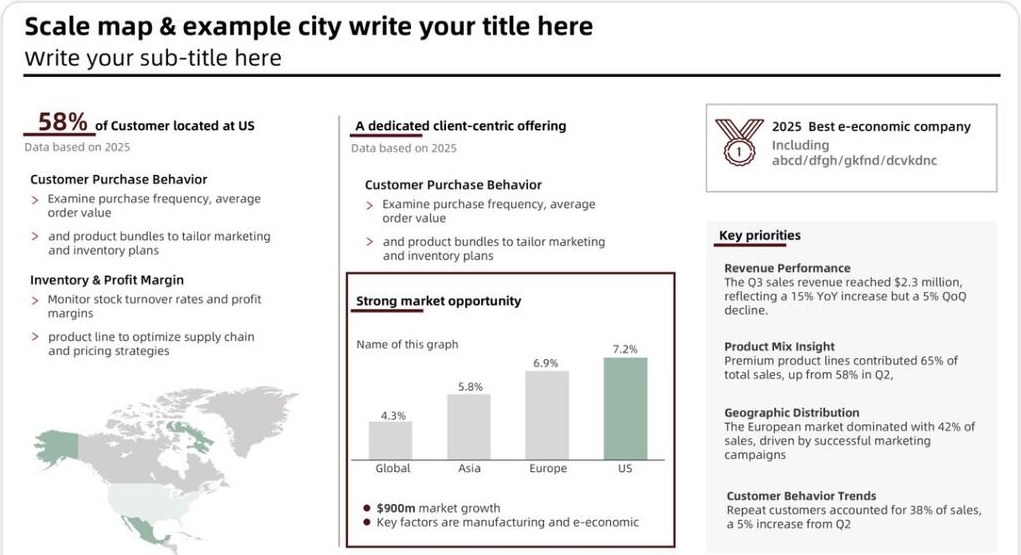 Scale map & example city write your title here
Write your sub-title here
58% of Customer located at US
Data based on 2025
Customer Purchase Behavior
Examine purchase frequency, average
order value
and product bundles to tailor marketing
and inventory plans
Inventory & Profit Margin
Monitor stock turnover rates and profit
margins
product line to optimize supply chain
and pricing strategies
A dedicated client-centric offering
Data based on 2025
Customer Purchase Behavior
Examine purchase frequency, average
order value
and product bundles to tailor marketing
and inventory plans
Strong market opportunity
Name of this graph
4.3%
5.8%
6.9%
7.2%
Global
Asia
Europe
US
$900m market growth
Key factors are manufacturing and e-economic
1
2025 Best e-economic company
Including
abcd/dfgh/gkfnd/dcvkdnc
Key priorities
Revenue Performance
The Q3 sales revenue reached $2.3 million,
reflecting a 15% YoY increase but a 5% QoQ
decline.
Product Mix Insight
Premium product lines contributed 65% of
total sales, up from 58% in Q2,
Geographic Distribution
The European market dominated with 42% of
sales, driven by successful marketing
campaigns
Customer Behavior Trends
Repeat customers accounted for 38% of sales,
a 5% increase from Q2